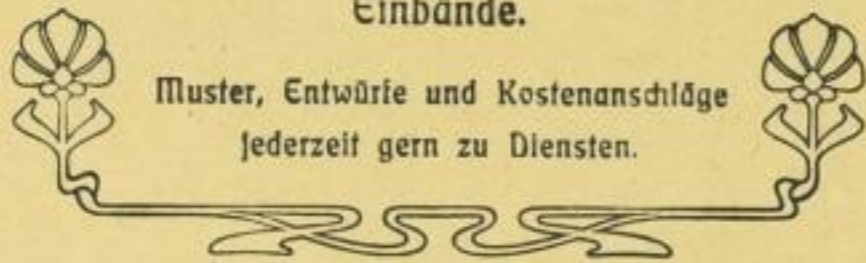 Einbände.
Muster, Entwürfe und Kostenanschläge
jederzeit gern zu Diensten.